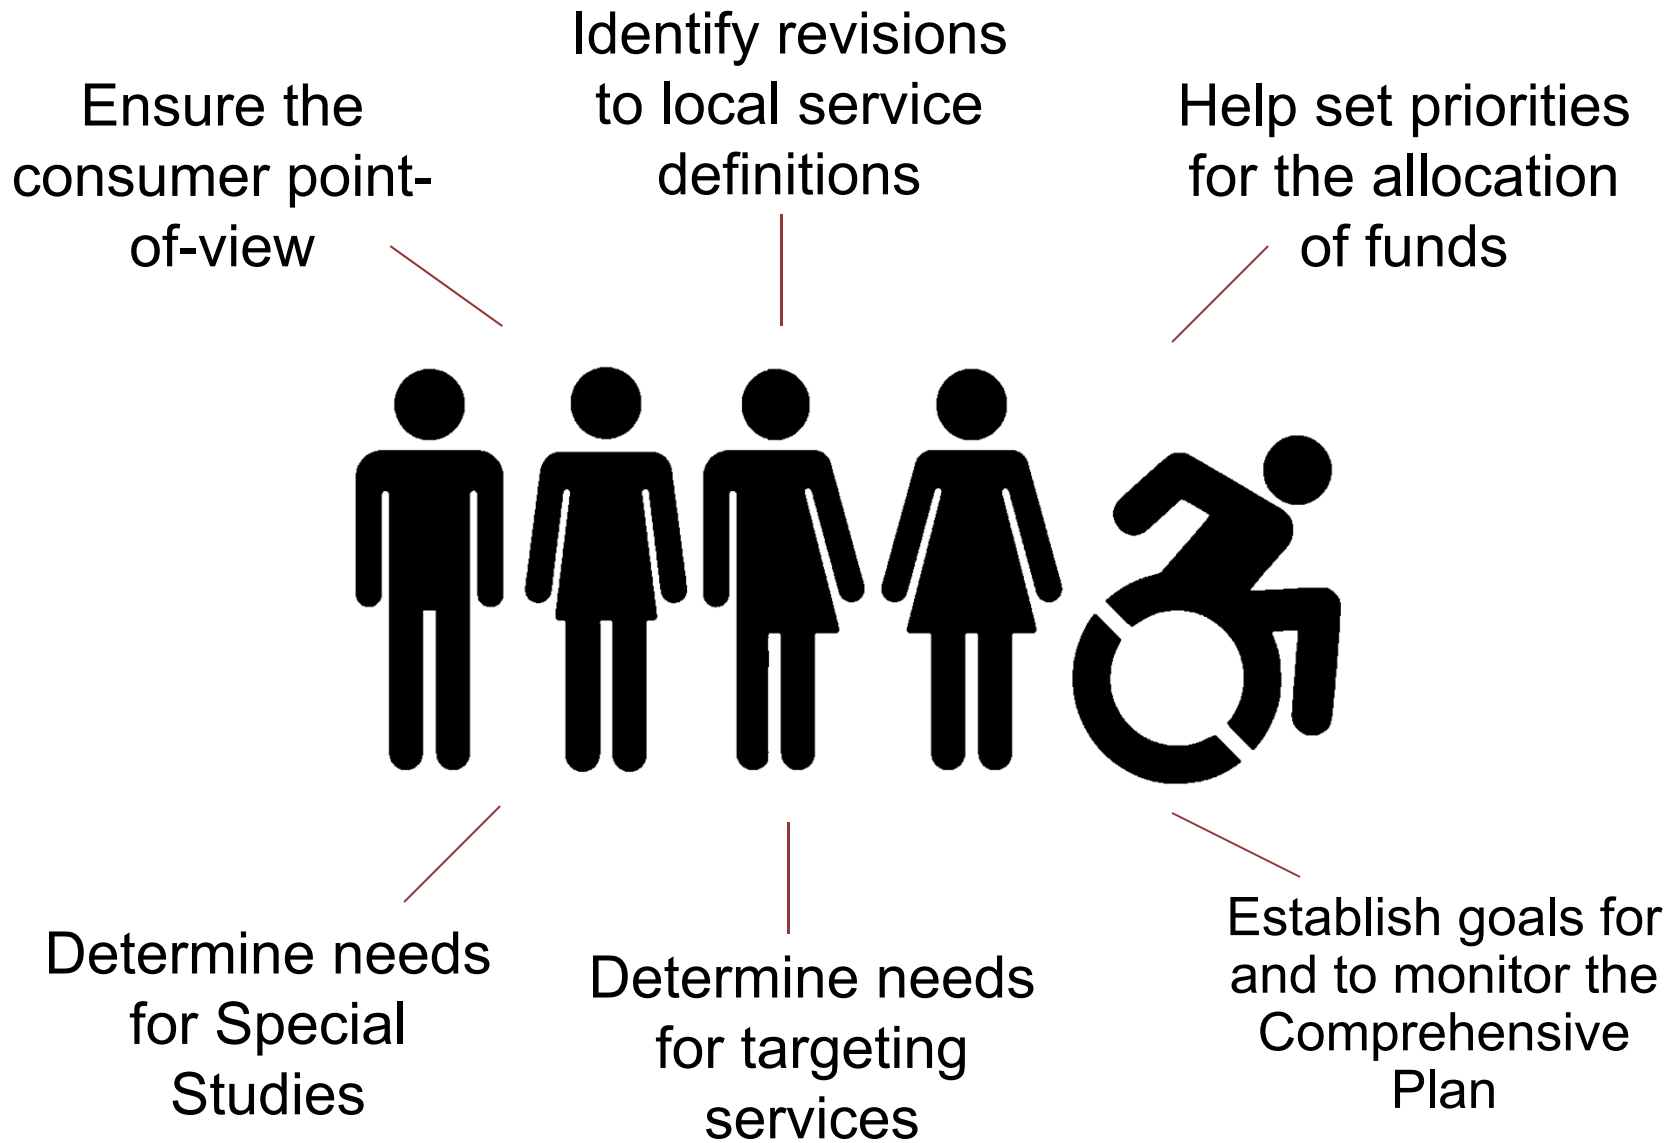 Ensure the
consumer point-
of-view
Identify revisions
to local service
definitions
Help set priorities
for the allocation
of funds
Determine needs
for Special
Studies
Determine needs
for targeting
services
Establish goals for
and to monitor the
Comprehensive
Plan